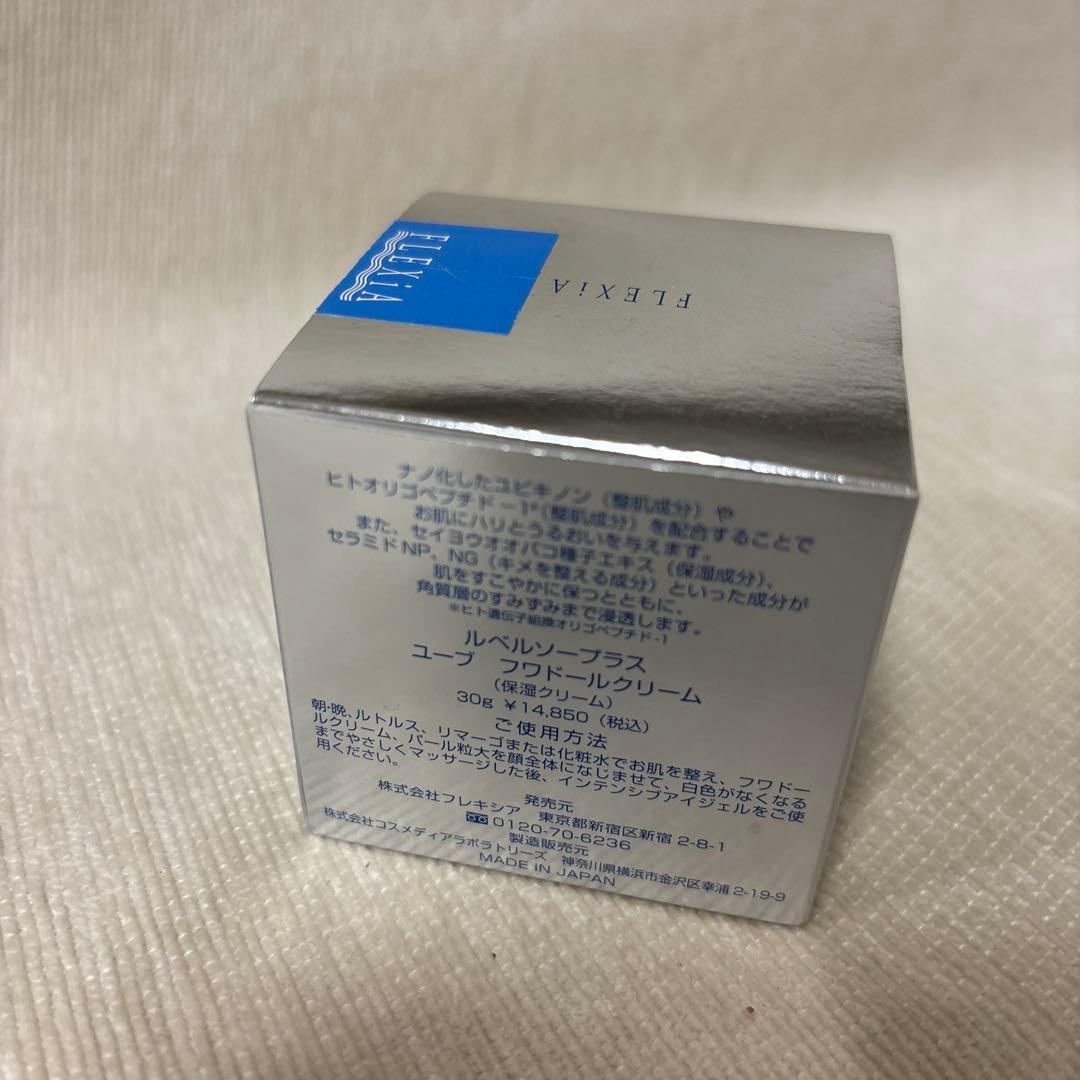 FLEXiA
FLEXiA
ナノ化したユビキノン（整肌成分）や
ヒトオリゴペプチド−1*（整肌成分）を配合することで
お肌にハリとうるおいを与えます。
また、セイヨウオオバコ種子エキス（保湿成分）、
セラミドNP、NG（キメを整える成分）といった成分が
肌をすこやかに保つとともに、
角質層のすみずみまで浸透します。
※ヒト遺伝子組換オリゴペプチド-1
ルベルソープラス
ユーブ　フワドールクリーム
（保湿クリーム）
30g ￥14,850（税込）
ご使用方法
朝・晩、ルトルス、リマーゴまたは化粧水でお肌を整え、フワドー
ルクリーム、パール粒大を顔全体になじませて、白色がなくなる
までやさしくマッサージした後、インテンシブアイジェルをご使
用ください。
発売元
株式会社フレキシア　東京都新宿区新宿2-8-1
0120-70-6236
製造販売元
株式会社コスメディアラボラトリーズ　神奈川県横浜市金沢区幸浦2-19-9
MADE IN JAPAN